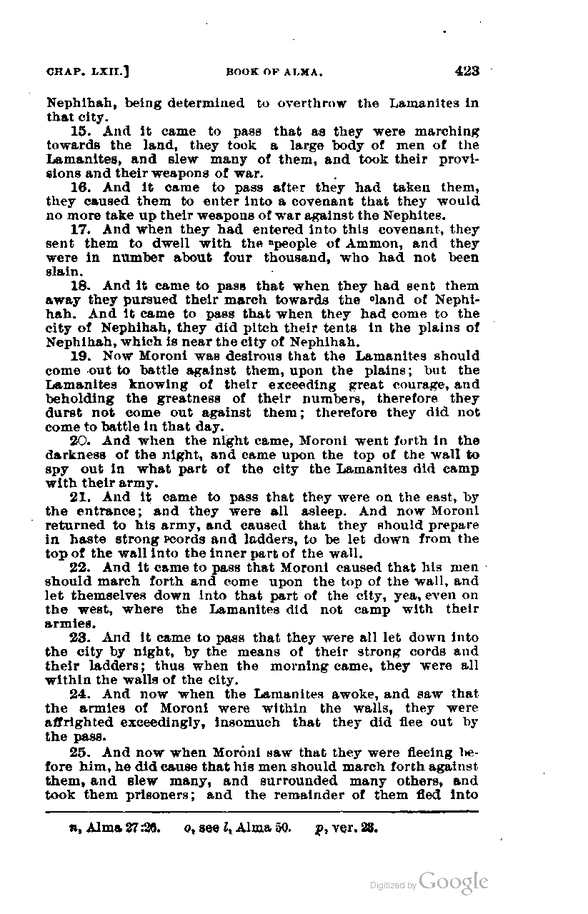 CHAP. LXII.] BOOK OF ALMA. 423
Nephihah, being determined to overthrow the Lamanites in
that city.
15. And it came to pass that as they were marching
towards the land, they took a large body of men of the
Lamanites, and slew many of them, and took their provi-
sions and their weapons of war.
16. And it came to pass after they had taken them,
they caused them to enter into a covenant that they would
no more take up their weapons of war against the Nephites.
17. And when they had entered into this covenant, they
sent them to dwell with the ⁿpeople of Ammon, and they
were in number about four thousand, who had not been
slain.
18. And it came to pass that when they had sent them
away they pursued their march towards the ᵒland of Nephi-
hah. And it came to pass that when they had come to the
city of Nephihah, they did pitch their tents in the plains of
Nephihah, which is near the city of Nephihah.
19. Now Moroni was desirous that the Lamanites should
come out to battle against them, upon the plains; but the
Lamanites knowing of their exceeding great courage, and
beholding the greatness of their numbers, therefore they
durst not come out against them; therefore they did not
come to battle in that day.
20. And when the night came, Moroni went forth in the
darkness of the night, and came upon the top of the wall to
spy out in what part of the city the Lamanites did camp
with their army.
21. And it came to pass that they were on the east, by
the entrance; and they were all asleep. And now Moroni
returned to his army, and caused that they should prepare
in haste strong ᵖcords and ladders, to be let down from the
top of the wall into the inner part of the wall.
22. And it came to pass that Moroni caused that his men
should march forth and come upon the top of the wall, and
let themselves down into that part of the city, yea, even on
the west, where the Lamanites did not camp with their
armies.
23. And it came to pass that they were all let down into
the city by night, by the means of their strong cords and
their ladders; thus when the morning came, they were all
within the walls of the city.
24. And now when the Lamanites awoke, and saw that
the armies of Moroni were within the walls, they were
affrighted exceedingly, insomuch that they did flee out by
the pass.
25. And now when Moroni saw that they were fleeing be-
fore him, he did cause that his men should march forth against
them, and slew many, and surrounded many others, and
took them prisoners; and the remainder of them fled into
n, Alma 27:26. o, see l, Alma 50. p, ver. 23.
Digitized by Google